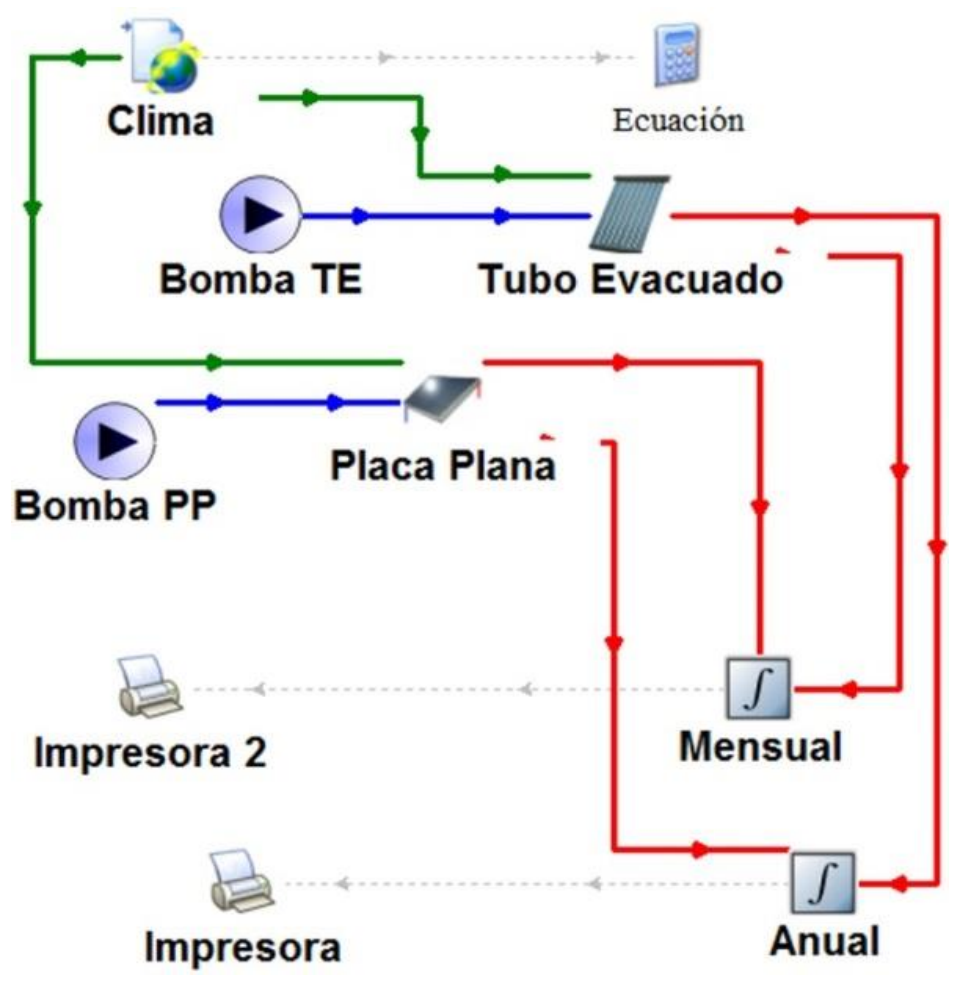 Clima
Ecuación
Bomba TE
Tubo Evacuado
Placa Plana
Bomba PP
Impresora 2
Mensual
Impresora
Anual